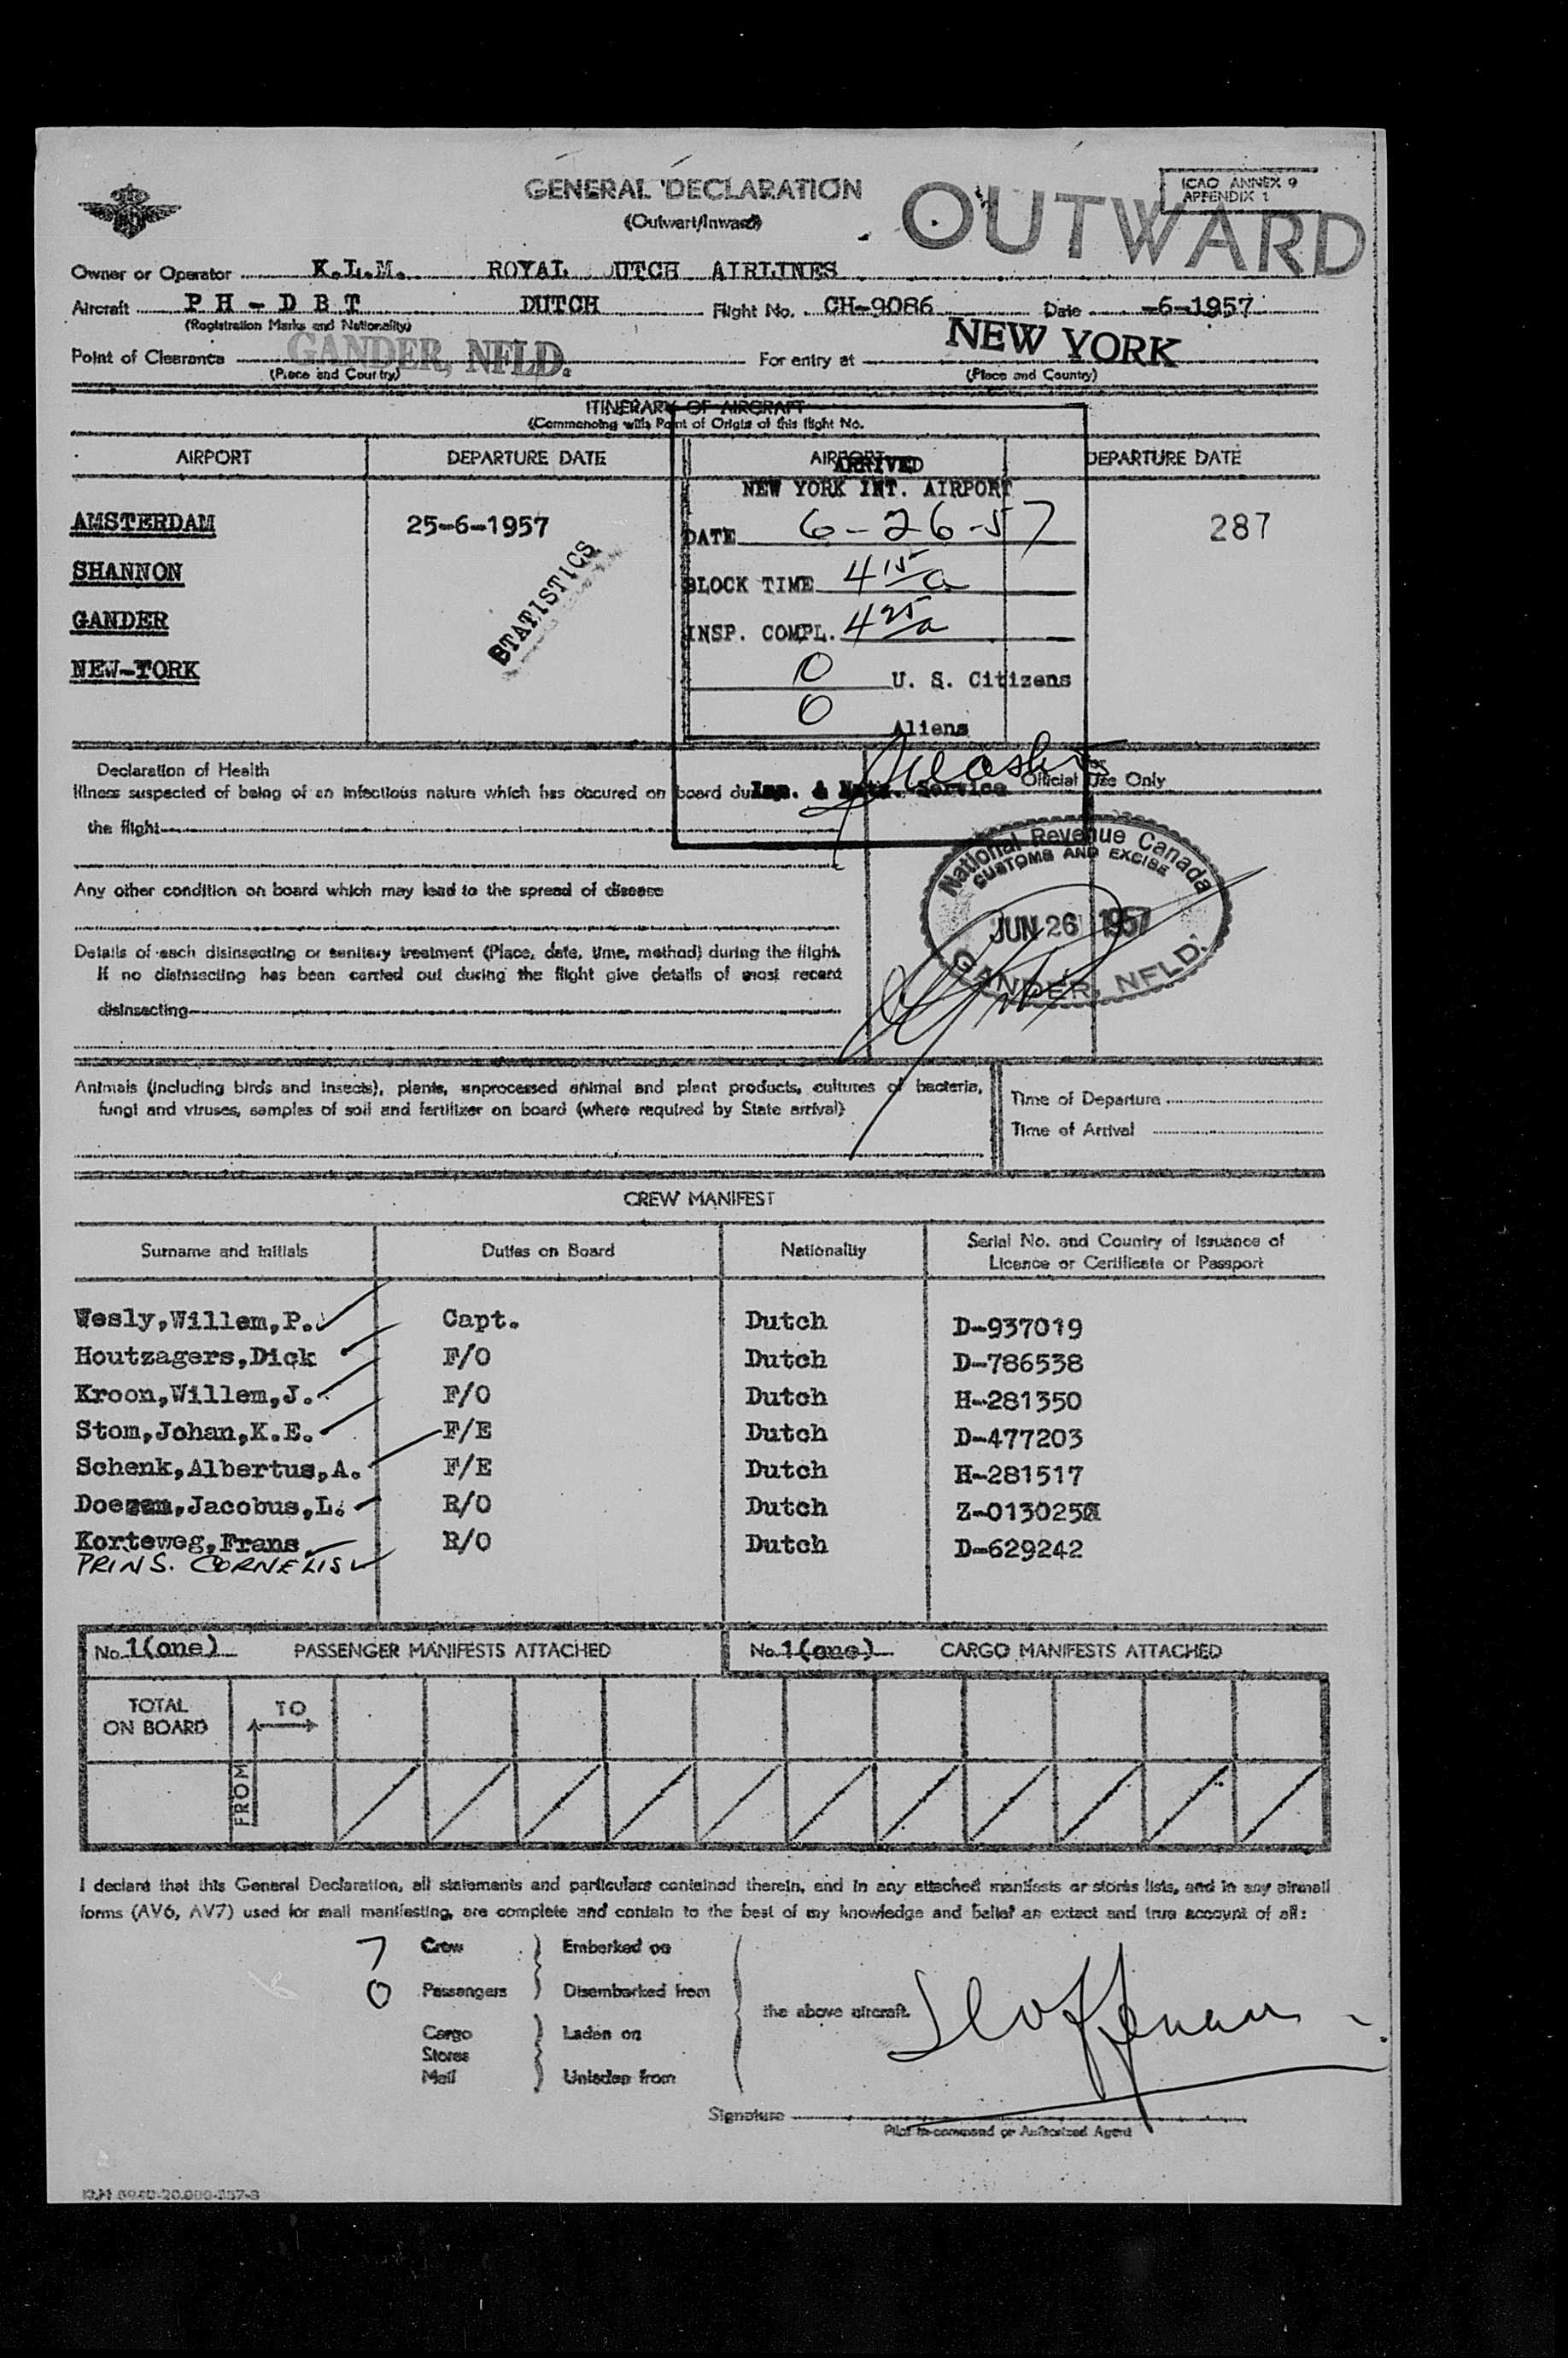 GENERAL DECLARATION
(Outwart/Inward)
OUTWARD
ICAO ANNEX 9
APPENDIX 1
Owner or Operator K.L.M. ROYAL UTCH AIRLINES
Aircraft P H - D B T DUTCH Flight No. CH-9086 Date -6-1957
(Registration Marks and Nationality)
Point of Clearance GANDER, NFLD. For entry at NEW YORK
(Place and Country) (Place and Country)
ITINERARY OF AIRCRAFT
(Commencing with Point of Origin of this flight No.
AIRPORT DEPARTURE DATE AIRPORT DEPARTURE DATE
ARRIVED
NEW YORK INT. AIRPORT
AMSTERDAM 25-6-1957 DATE 6-26-57 287
SHANNON STATISTICS BLOCK TIME 4 15/a
GANDER INSP. COMPL. 4 25/a
NEW-YORK 0 U. S. Citizens
0 Aliens
Declaration of Health
For Official Use Only
Illness suspected of being of an infectious nature which has occured on board du
Imm. & Natz. Service
the flight
Any other condition on board which may lead to the spread of disease
National Revenue Canada
CUSTOMS AND EXCISE
JUN 26 1957
GANDER, NFLD.
Details of each disinsecting or sanitary treatment (Place, date, time, method) during the flight.
If no disinsecting has been carried out during the flight give details of most recent
disinsecting
Animals (including birds and insects), plants, unprocessed animal and plant products, cultures of bacteria,
fungi and viruses, samples of soil and fertilizer on board (where required by State arrival)
Time of Departure
Time of Arrival
CREW MANIFEST
Surname and Initials Duties on Board Nationality Serial No. and Country of Issuance of
Licence or Certificate or Passport
Wesly,Willem,P. Capt. Dutch D-937019
Houtzagers,Dick F/O Dutch D-786538
Kroon,Willem,J. F/O Dutch H-281350
Stom,Johan,K.E. F/E Dutch D-477203
Schenk,Albertus,A. F/E Dutch H-281517
Jacobus,L. R/O Dutch
Korteweg,Frans R/O Dutch D-629242
PRINS. CORNELIS
No. 1(one) PASSENGER MANIFESTS ATTACHED No. 1(one) CARGO MANIFESTS ATTACHED
TOTAL
ON BOARD
TO
FROM
I declare that this General Declaration, all statements and particulars contained therein, and in any attached manifests or stores lists, and in any airmail
forms (AV6, AV7) used for mail manifesting, are complete and contain to the best of my knowledge and belief an extact and true account of all:
7 Crew Embarked on
0 Passengers Disembarked from
the above aircraft.
Cargo Laden on
Stores
Mail Unladen from
Signature
Pilot in-command or Authorized Agent